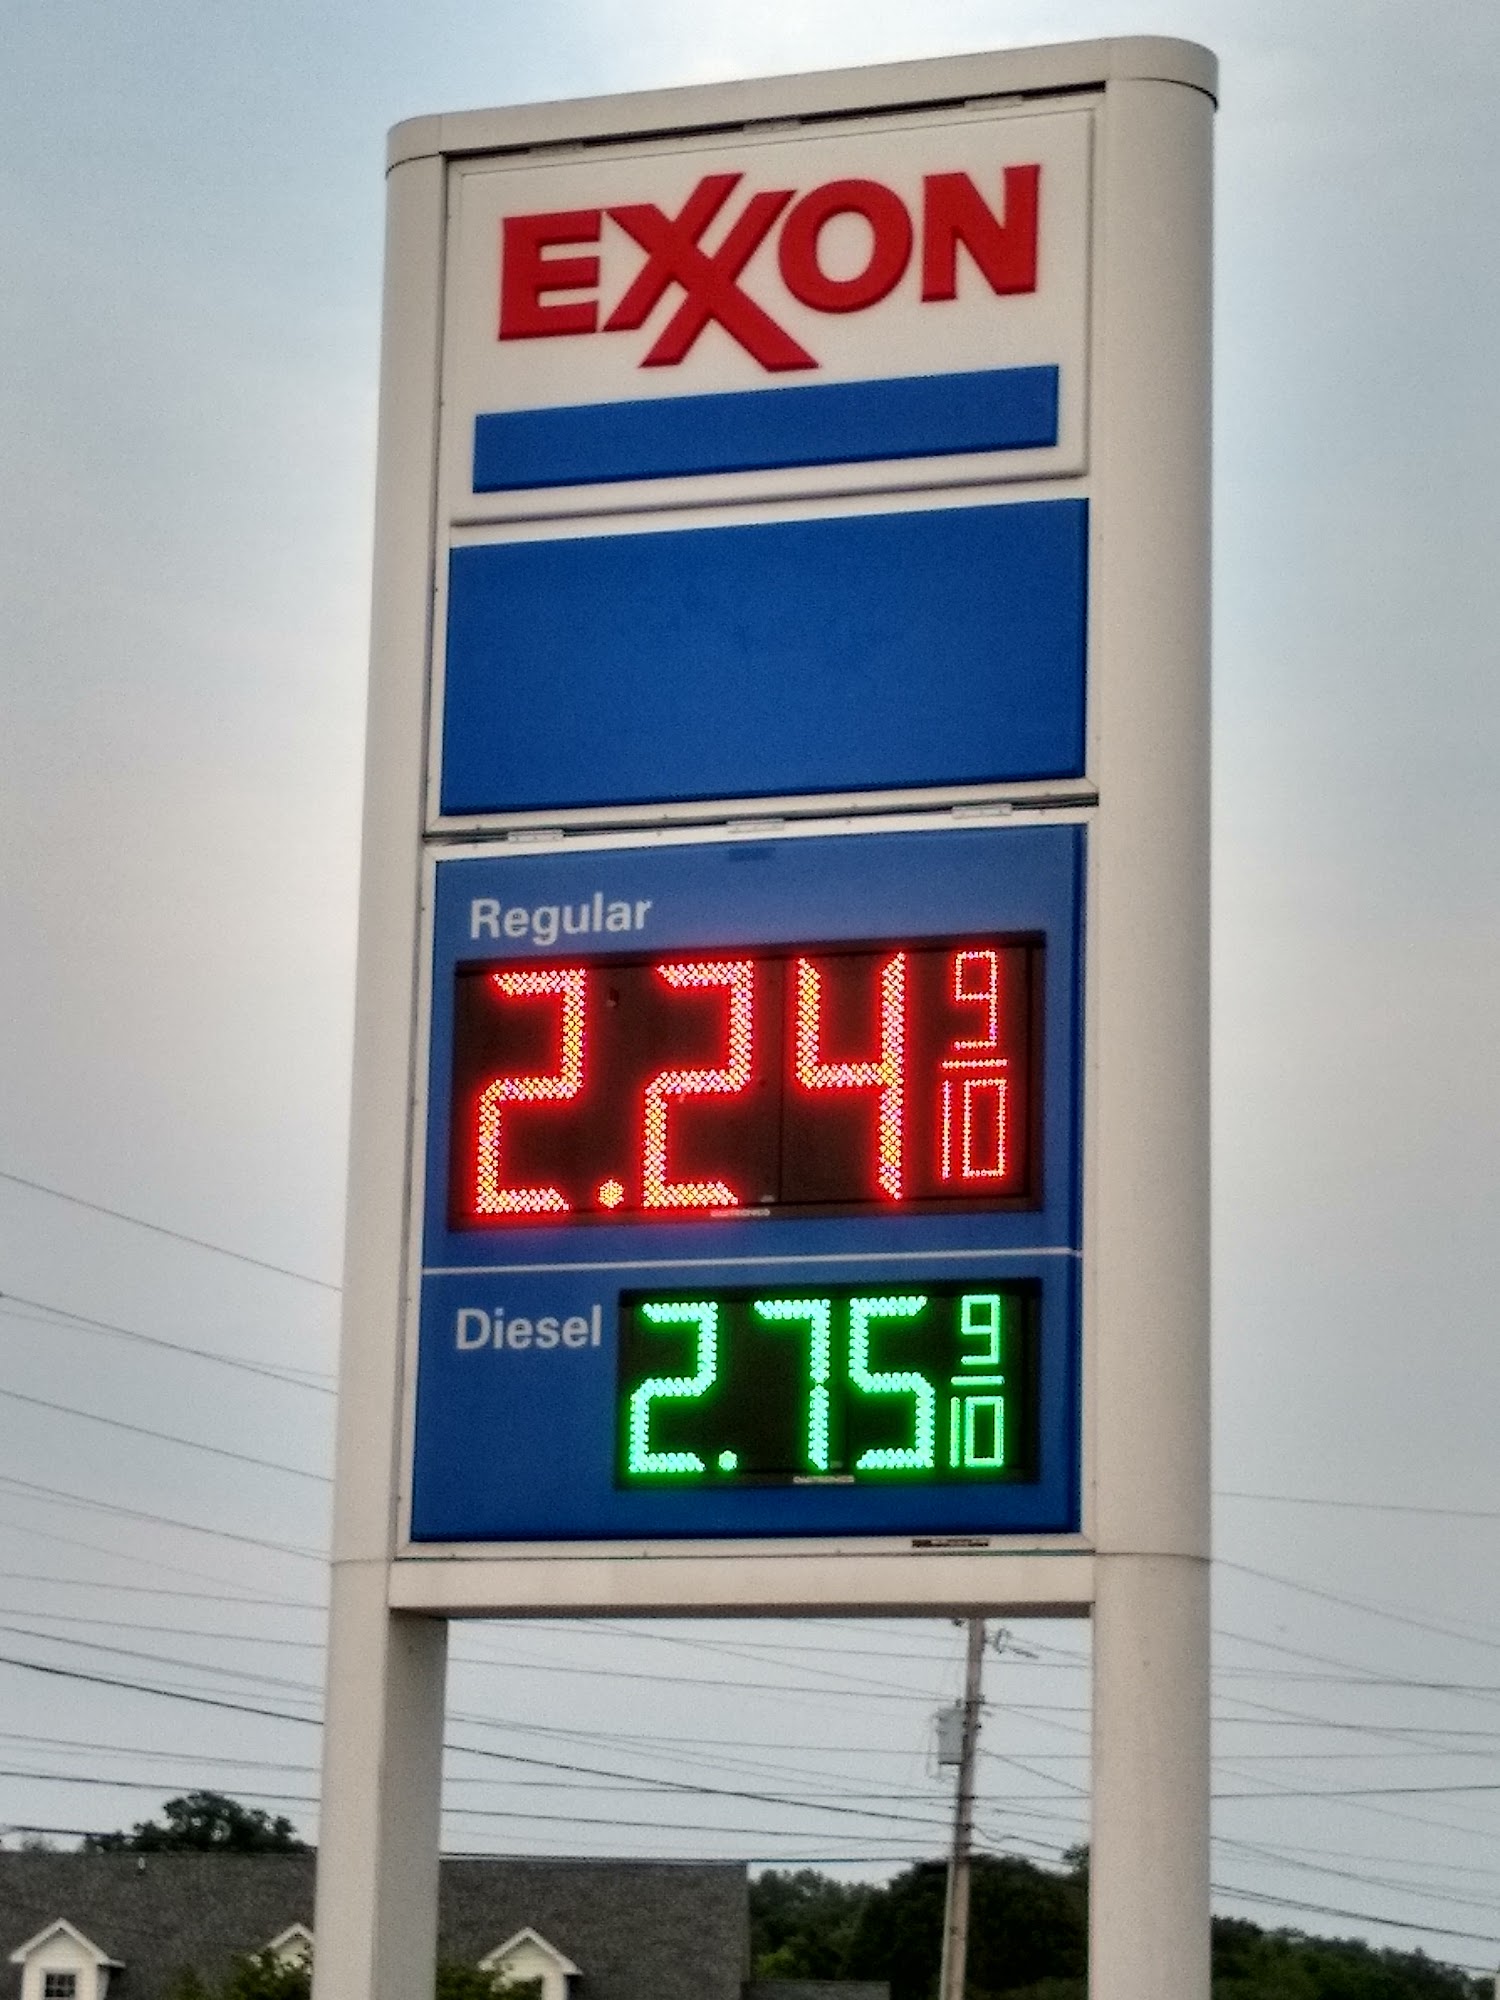 EXXON
Regular
2.24 9/10
Diesel 2.75 9/10